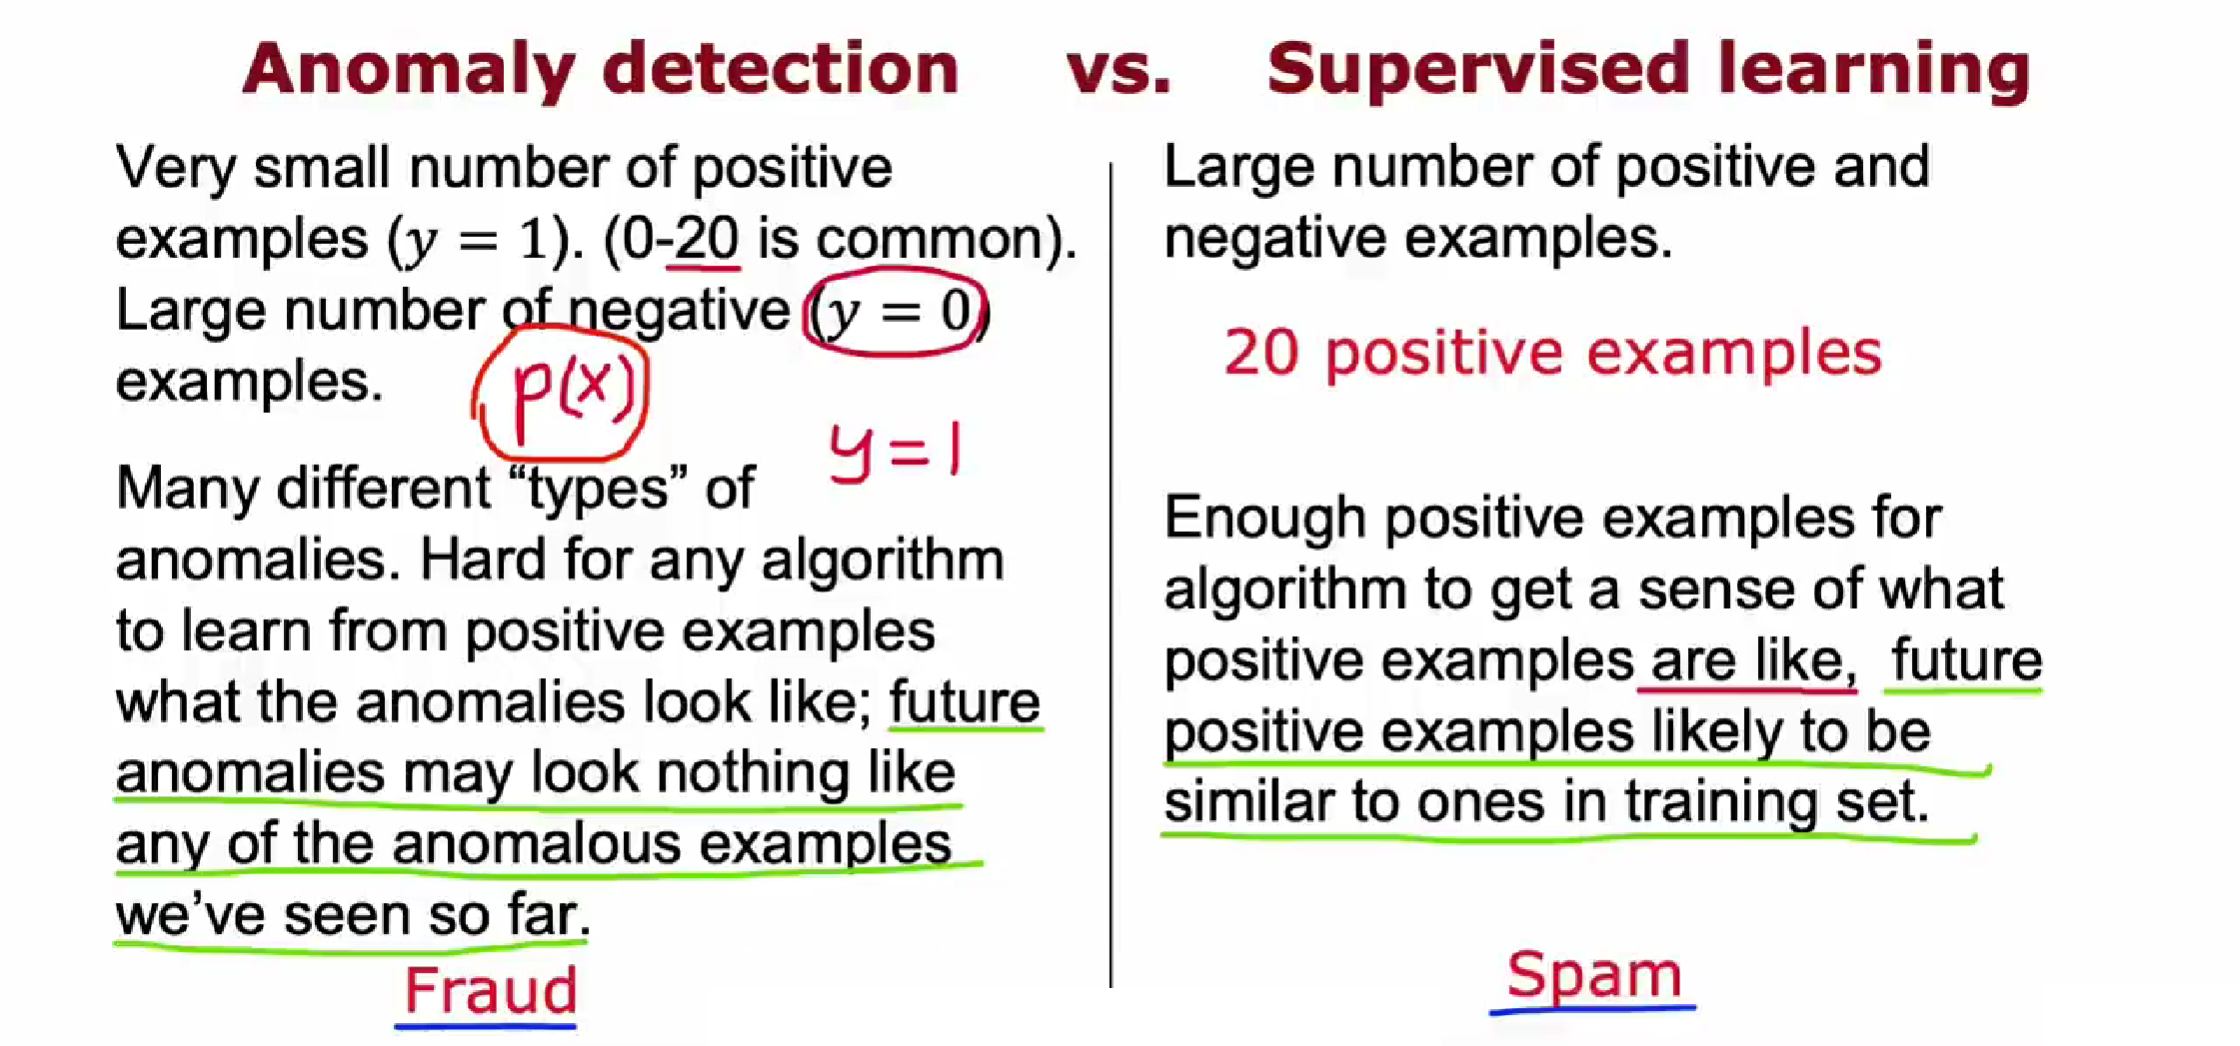 Anomaly detection vs. Supervised learning
Very small number of positive
examples (y = 1). (0-20 is common).
Large number of negative (y = 0)
examples.
p(x)
y=1
Many different “types” of
anomalies. Hard for any algorithm
to learn from positive examples
what the anomalies look like; future
anomalies may look nothing like
any of the anomalous examples
we’ve seen so far.
Fraud
Large number of positive and
negative examples.
20 positive examples
Enough positive examples for
algorithm to get a sense of what
positive examples are like, future
positive examples likely to be
similar to ones in training set.
Spam